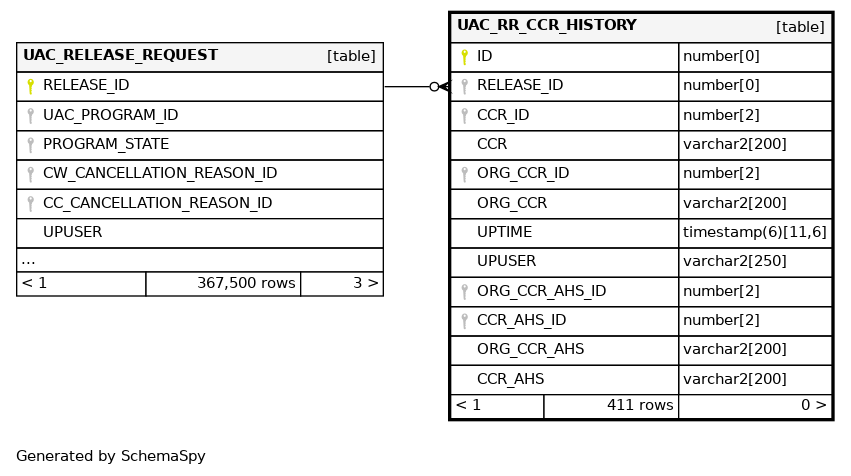 UAC_RELEASE_REQUEST [table]
RELEASE_ID
UAC_PROGRAM_ID
PROGRAM_STATE
CW_CANCELLATION_REASON_ID
CC_CANCELLATION_REASON_ID
UPUSER
...
< 1 367,500 rows 3 >
UAC_RR_CCR_HISTORY [table]
ID number[0]
RELEASE_ID number[0]
CCR_ID number[2]
CCR varchar2[200]
ORG_CCR_ID number[2]
ORG_CCR varchar2[200]
UPTIME timestamp(6)[11,6]
UPUSER varchar2[250]
ORG_CCR_AHS_ID number[2]
CCR_AHS_ID number[2]
ORG_CCR_AHS varchar2[200]
CCR_AHS varchar2[200]
< 1 411 rows 0 >
Generated by SchemaSpy